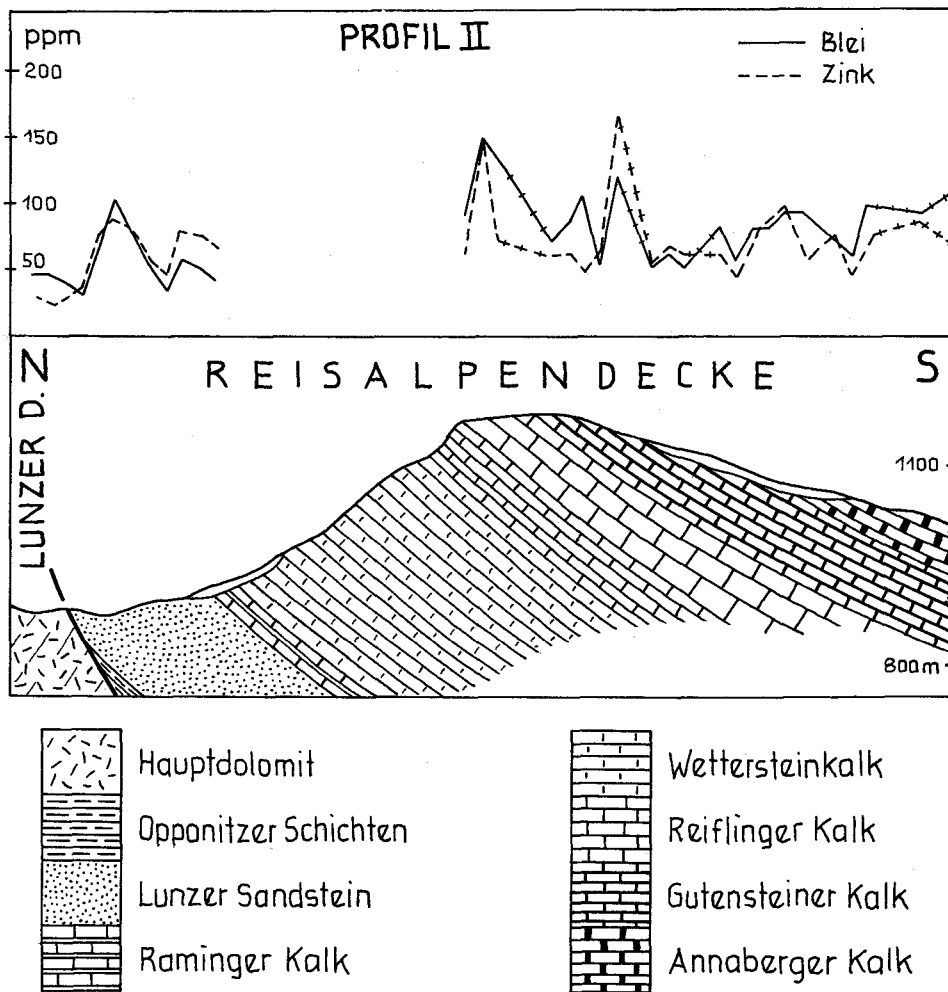 ppm
PROFIL II
Blei
Zink
200
150
100
50
N
REISALPENDECKE
S
LUNZER D.
1100
800m
Hauptdolomit
Opponitzer Schichten
Lunzer Sandstein
Raminger Kalk
Wettersteinkalk
Reiflinger Kalk
Gutensteiner Kalk
Annaberger Kalk